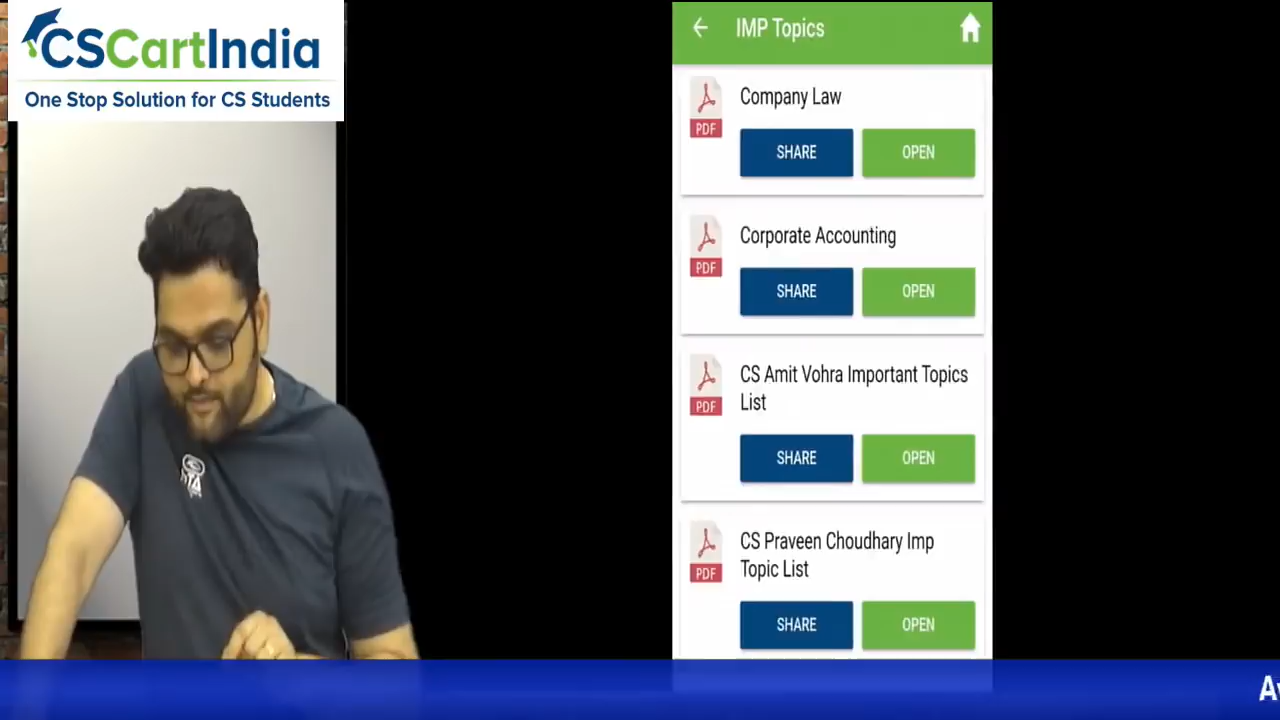 CSCartIndia
One Stop Solution for CS Students
IMP Topics
PDF
Company Law
SHARE
OPEN
PDF
Corporate Accounting
SHARE
OPEN
PDF
CS Amit Vohra Important Topics
List
SHARE
OPEN
PDF
CS Praveen Choudhary Imp
Topic List
SHARE
OPEN